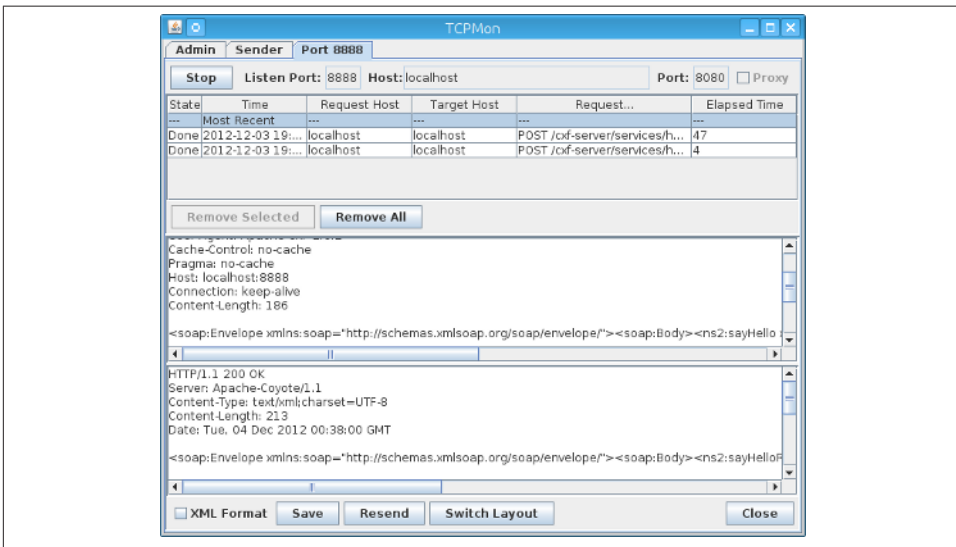 TCPMon
Admin Sender Port 8888
Stop Listen Port: 8888 Host: localhost Port: 8080 Proxy
State Time Request Host Target Host Request... Elapsed Time
--- Most Recent --- --- --- ---
Done 2012-12-03 19:... localhost localhost POST /cxf-server/services/h... 47
Done 2012-12-03 19:... localhost localhost POST /cxf-server/services/h... 4
Remove Selected Remove All
Cache-Control: no-cache
Pragma: no-cache
Host: localhost:8888
Connection: keep-alive
Content-Length: 186
<soap:Envelope xmlns:soap="http://schemas.xmlsoap.org/soap/envelope/"><soap:Body><ns2:sayHello
HTTP/1.1 200 OK
Server: Apache-Coyote/1.1
Content-Type: text/xml;charset=UTF-8
Content-Length: 213
Date: Tue, 04 Dec 2012 00:38:00 GMT
<soap:Envelope xmlns:soap="http://schemas.xmlsoap.org/soap/envelope/"><soap:Body><ns2:sayHelloR
XML Format Save Resend Switch Layout Close